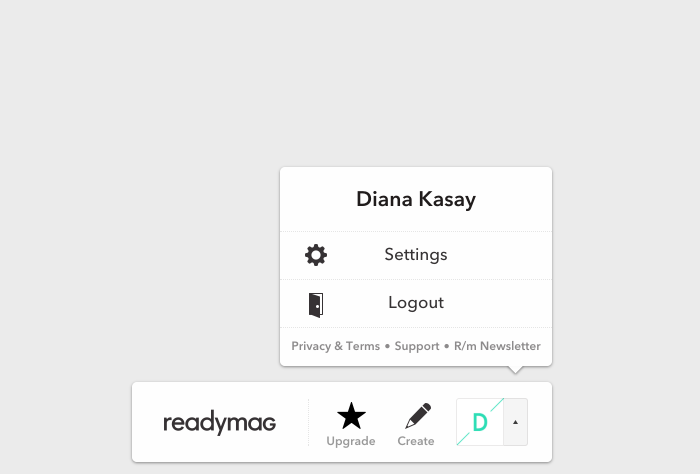 Diana Kasay
Settings
Logout
Privacy & Terms • Support • R/m Newsletter
readymag
Upgrade
Create
D